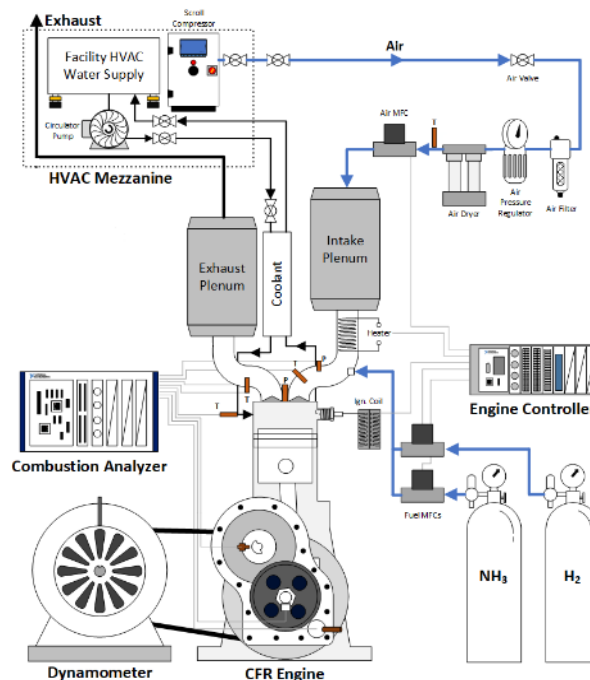 Exhaust
Scroll
Compressor
Facility HVAC
Water Supply
Air
Air Valve
Circulator
Pump
Air MFC
T
HVAC Mezzanine
Air Dryer
Air
Pressure
Regulator
Air Filter
Exhaust
Plenum
Coolant
Intake
Plenum
Heater
T
P
P
T
T
Ign. Coil
Combustion Analyzer
Engine Controller
Fuel MFCs
NH₃
H₂
Dynamometer
CFR Engine